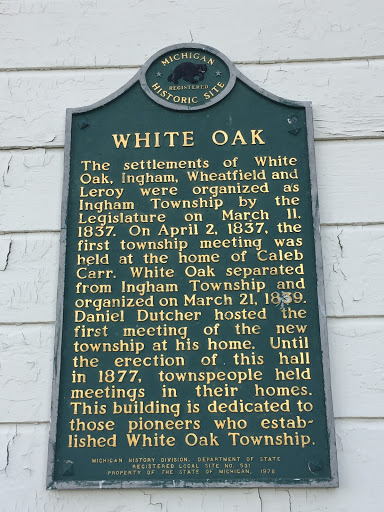 MICHIGAN
REGISTERED
HISTORIC SITE
WHITE OAK
The settlements of White
Oak, Ingham, Wheatfield and
Leroy were organized as
Ingham Township by the
Legislature on March 11,
1837. On April 2, 1837, the
first township meeting was
held at the home of Caleb
Carr. White Oak separated
from Ingham Township and
organized on March 21, 1839.
Daniel Dutcher hosted the
first meeting of the new
township at his home. Until
the erection of this hall
in 1877, townspeople held
meetings in their homes.
This building is dedicated to
those pioneers who estab-
lished White Oak Township.
MICHIGAN HISTORY DIVISION, DEPARTMENT OF STATE
REGISTERED LOCAL SITE NO. 531
PROPERTY OF THE STATE OF MICHIGAN, 1978